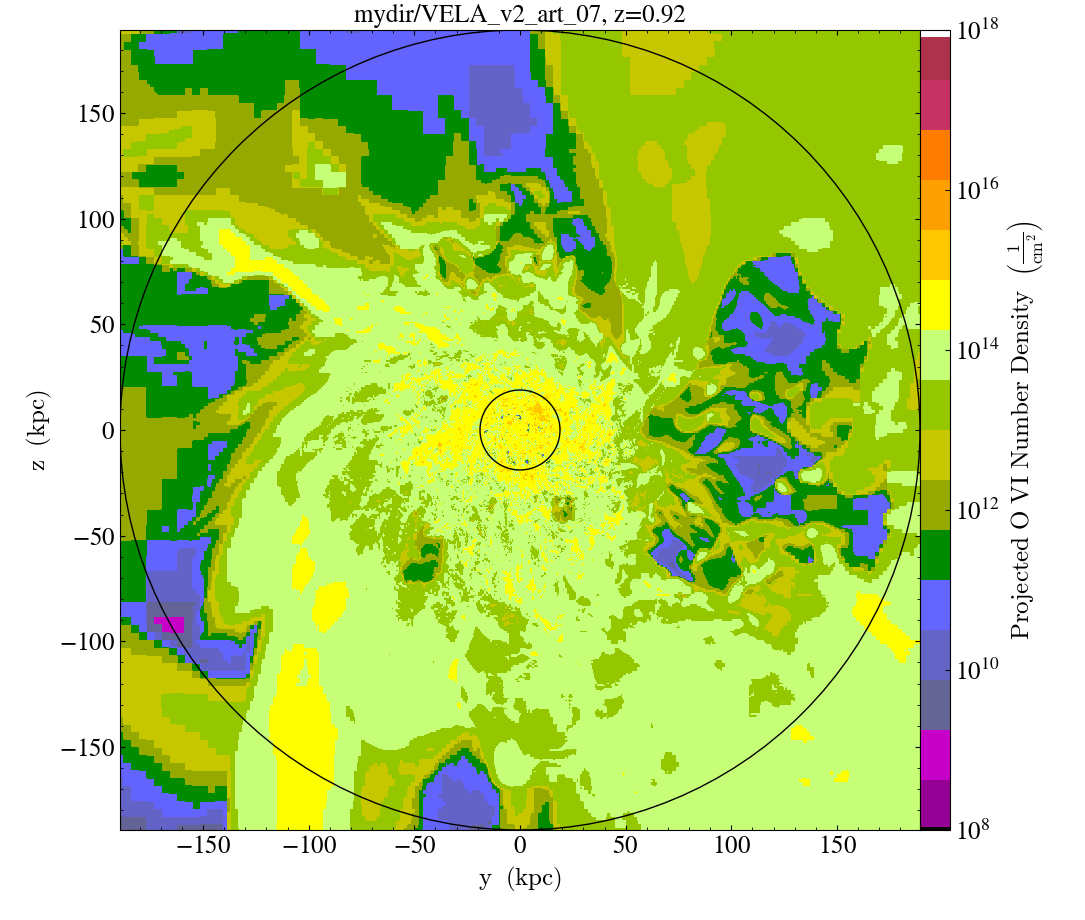 mydir/VELA_v2_art_07, z=0.92
150
100
50
0
−50
−100
−150
z (kpc)
−150 −100 −50 0 50 100 150
y (kpc)
10^18
10^16
10^14
10^12
10^10
10^8
Projected O VI Number Density (1/cm^2)